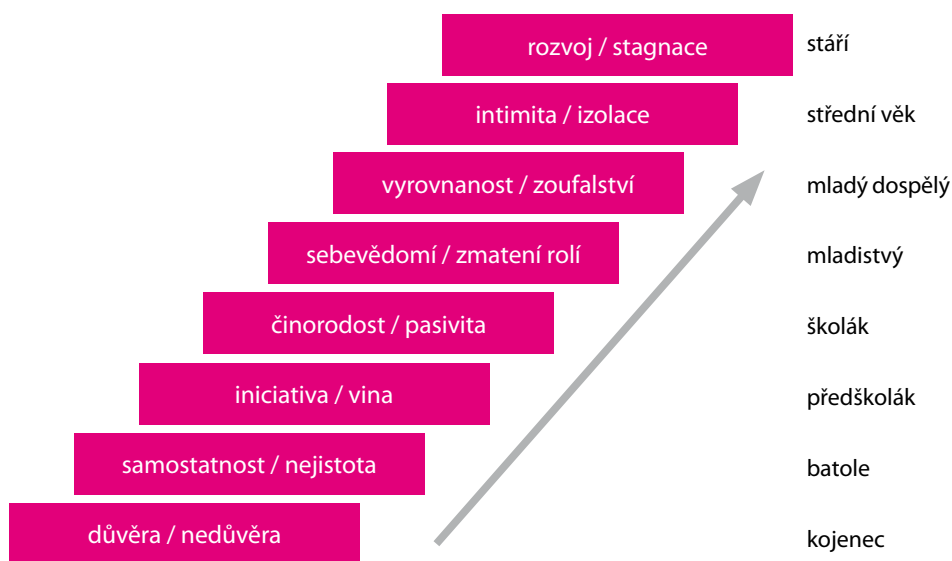 rozvoj / stagnace stáří
intimita / izolace střední věk
vyrovnanost / zoufalství mladý dospělý
sebevědomí / zmatení rolí mladistvý
činorodost / pasivita školák
iniciativa / vina předškolák
samostatnost / nejistota batole
důvěra / nedůvěra kojenec